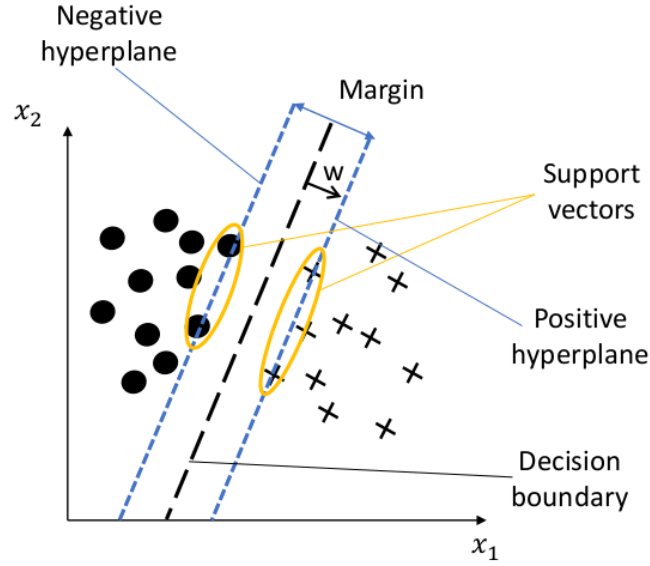 Negative
hyperplane
Margin
x₂
w
Support
vectors
Positive
hyperplane
Decision
boundary
x₁